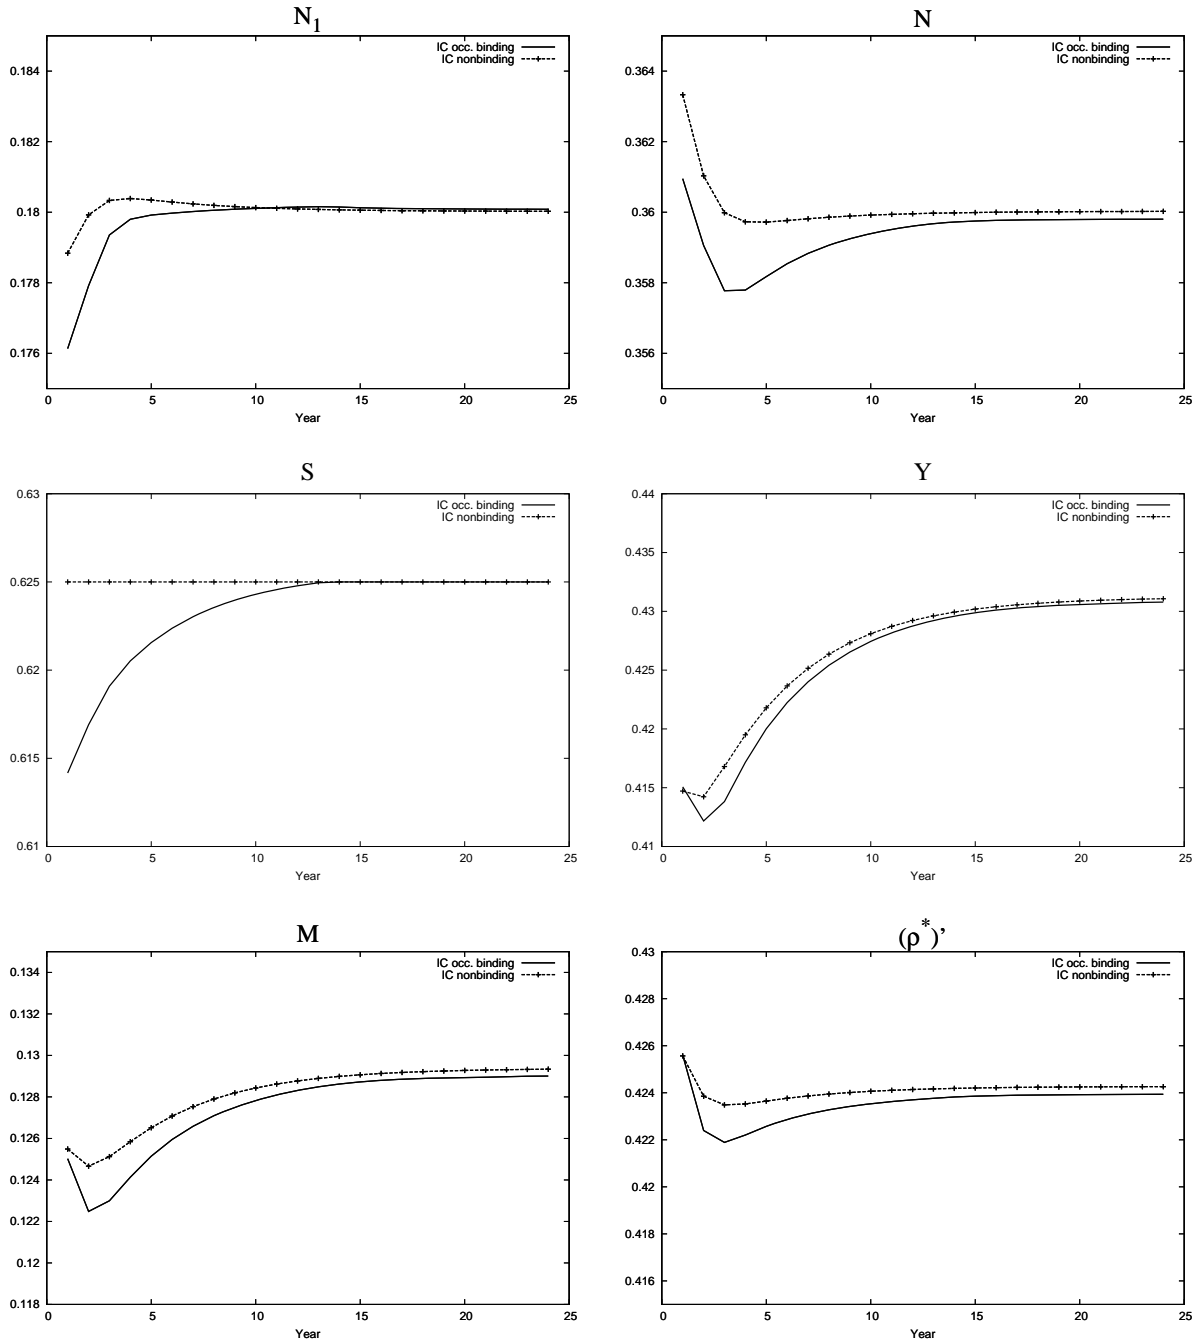 N1
IC occ. binding
IC nonbinding
0.184
0.182
0.18
0.178
0.176
0 5 10 15 20 25
Year
N
IC occ. binding
IC nonbinding
0.364
0.362
0.36
0.358
0.356
0 5 10 15 20 25
Year
S
IC occ. binding
IC nonbinding
0.63
0.625
0.62
0.615
0.61
0 5 10 15 20 25
Year
Y
IC occ. binding
IC nonbinding
0.44
0.435
0.43
0.425
0.42
0.415
0.41
0 5 10 15 20 25
Year
M
IC occ. binding
IC nonbinding
0.134
0.132
0.13
0.128
0.126
0.124
0.122
0.12
0.118
0 5 10 15 20 25
Year
(ρ*)’
IC occ. binding
IC nonbinding
0.43
0.428
0.426
0.424
0.422
0.42
0.418
0.416
0 5 10 15 20 25
Year